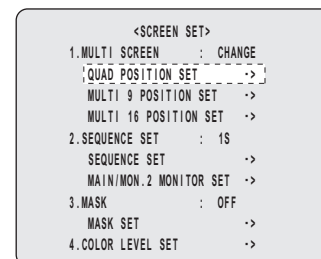 <SCREEN SET>
1.MULTI SCREEN : CHANGE
QUAD POSITION SET ->
MULTI 9 POSITION SET ->
MULTI 16 POSITION SET ->
2.SEQUENCE SET : 1S
SEQUENCE SET ->
MAIN/MON.2 MONITOR SET ->
3.MASK : OFF
MASK SET ->
4.COLOR LEVEL SET ->